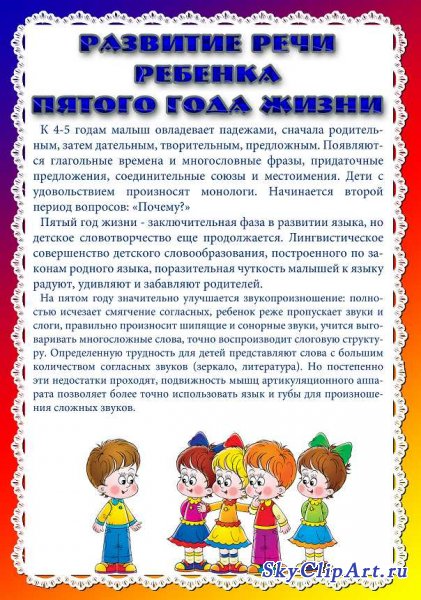 РАЗВИТИЕ РЕЧИ
РЕБЕНКА
ПЯТОГО ГОДА ЖИЗНИ
К 4-5 годам малыш овладевает падежами, сначала родитель-
ным, затем дательным, творительным, предложным. Появляют-
ся глагольные времена и многословные фразы, придаточные
предложения, соединительные союзы и местоимения. Дети с
удовольствием произносят монологи. Начинается второй
период вопросов: «Почему?»
Пятый год жизни - заключительная фаза в развитии языка, но
детское словотворчество еще продолжается. Лингвистическое
совершенство детского словообразования, построенного по за-
конам родного языка, поразительная чуткость малышей к языку
радуют, удивляют и забавляют родителей.
На пятом году значительно улучшается звукопроизношение: полно-
стью исчезает смягчение согласных, ребенок реже пропускает звуки и
слоги, правильно произносит шипящие и сонорные звуки, учится выго-
варивать многосложные слова, точно воспроизводит слоговую структу-
ру. Определенную трудность для детей представляют слова с большим
количеством согласных звуков (зеркало, литература). Но постепенно
эти недостатки проходят, подвижность мышц артикуляционного аппа-
рата позволяет более точно использовать язык и губы для произноше-
ния сложных звуков.
SkyClipArt.ru